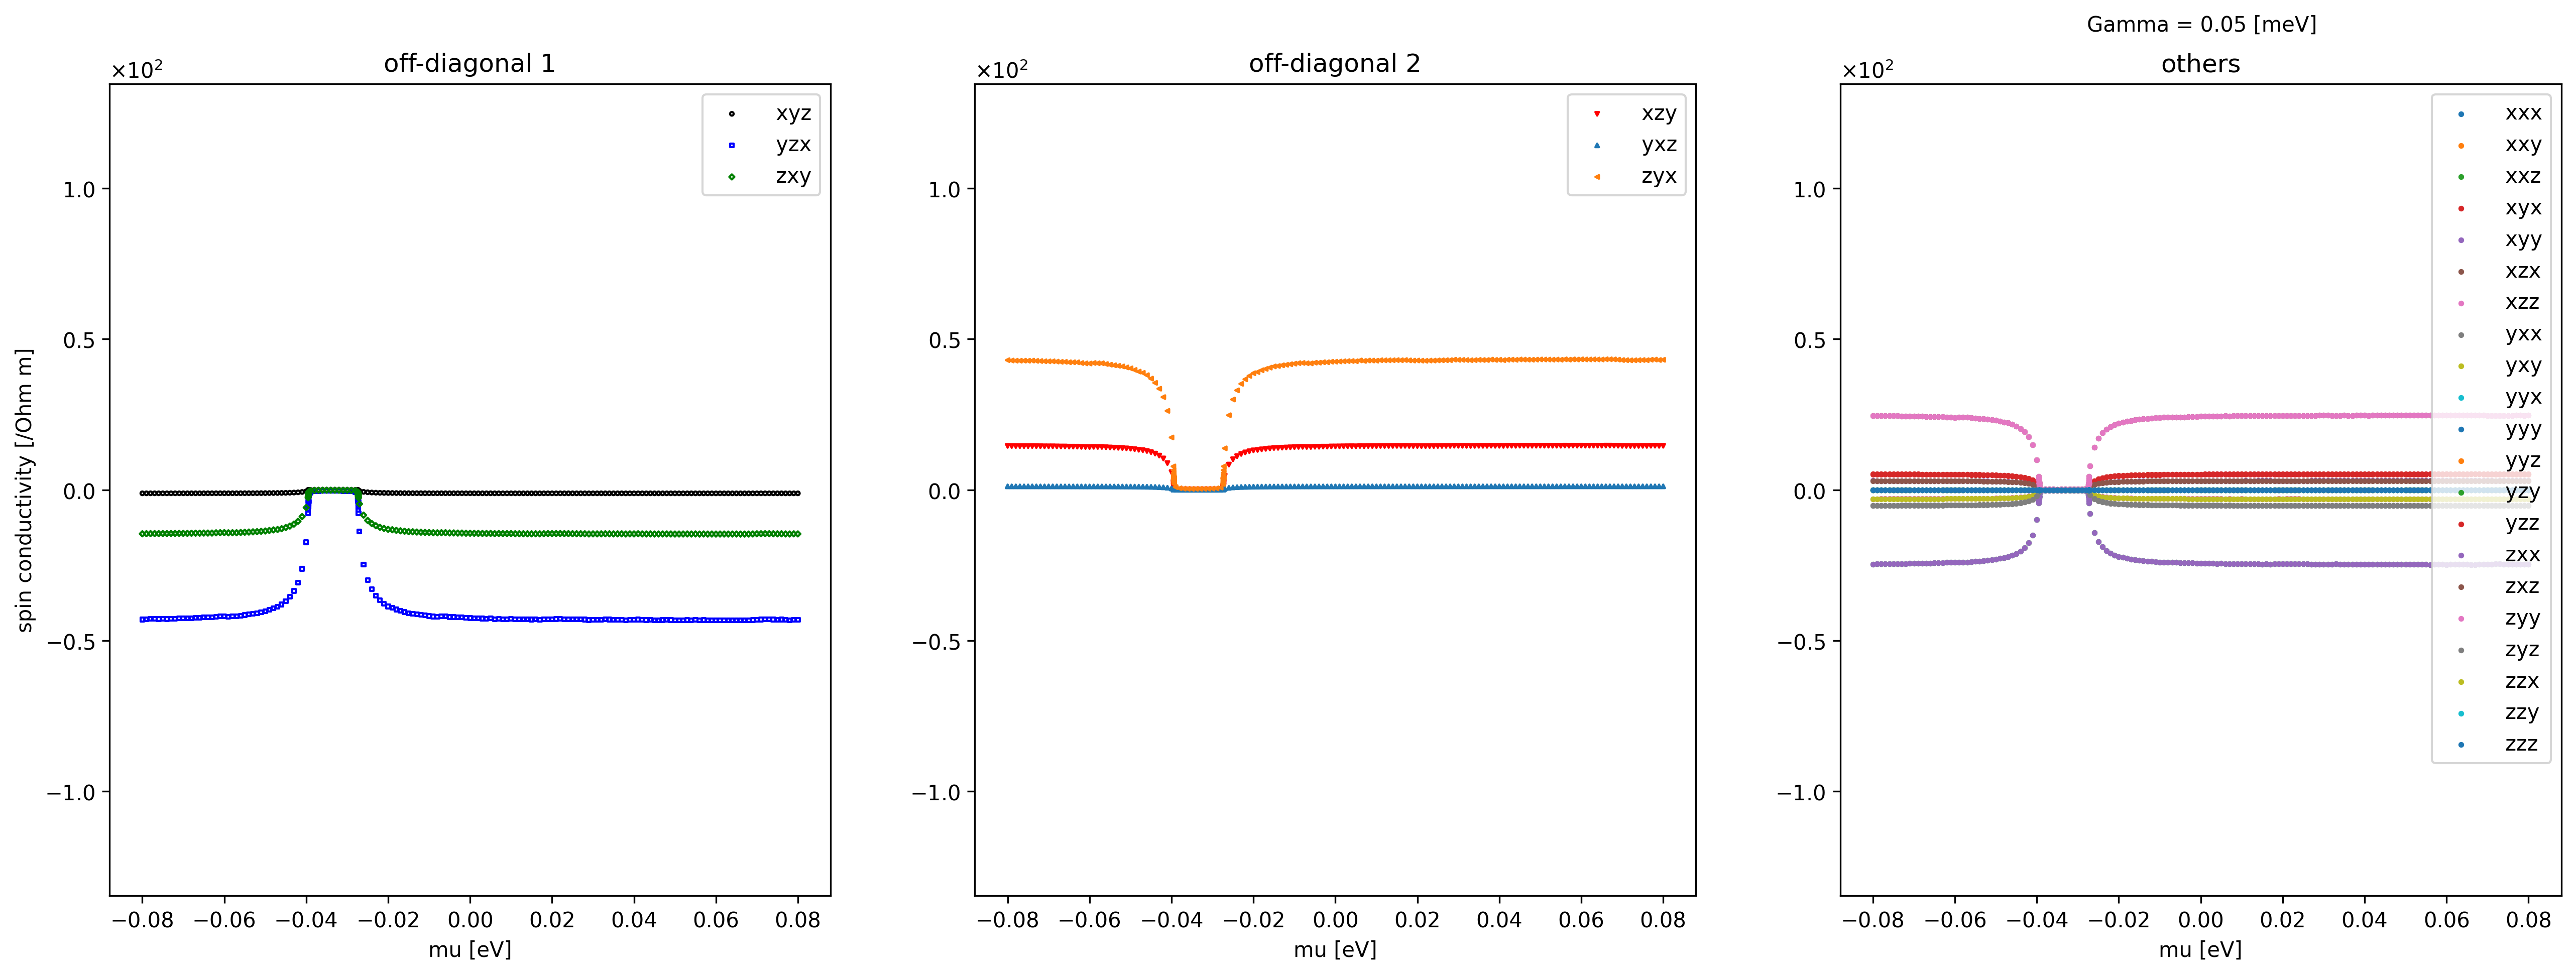 Gamma = 0.05 [meV]
off-diagonal 1
×10²
xyz
yzx
zxy
1.0
0.5
0.0
−0.5
−1.0
spin conductivity [/Ohm m]
−0.08 −0.06 −0.04 −0.02 0.00 0.02 0.04 0.06 0.08
mu [eV]
off-diagonal 2
×10²
xzy
yxz
zyx
1.0
0.5
0.0
−0.5
−1.0
−0.08 −0.06 −0.04 −0.02 0.00 0.02 0.04 0.06 0.08
mu [eV]
others
×10²
xxx
xxy
xxz
xyx
xyy
xzx
xzz
yxx
yxy
yyx
yyy
yyz
yzy
yzz
zxx
zxz
zyy
zyz
zzx
zzy
zzz
1.0
0.5
0.0
−0.5
−1.0
−0.08 −0.06 −0.04 −0.02 0.00 0.02 0.04 0.06 0.08
mu [eV]